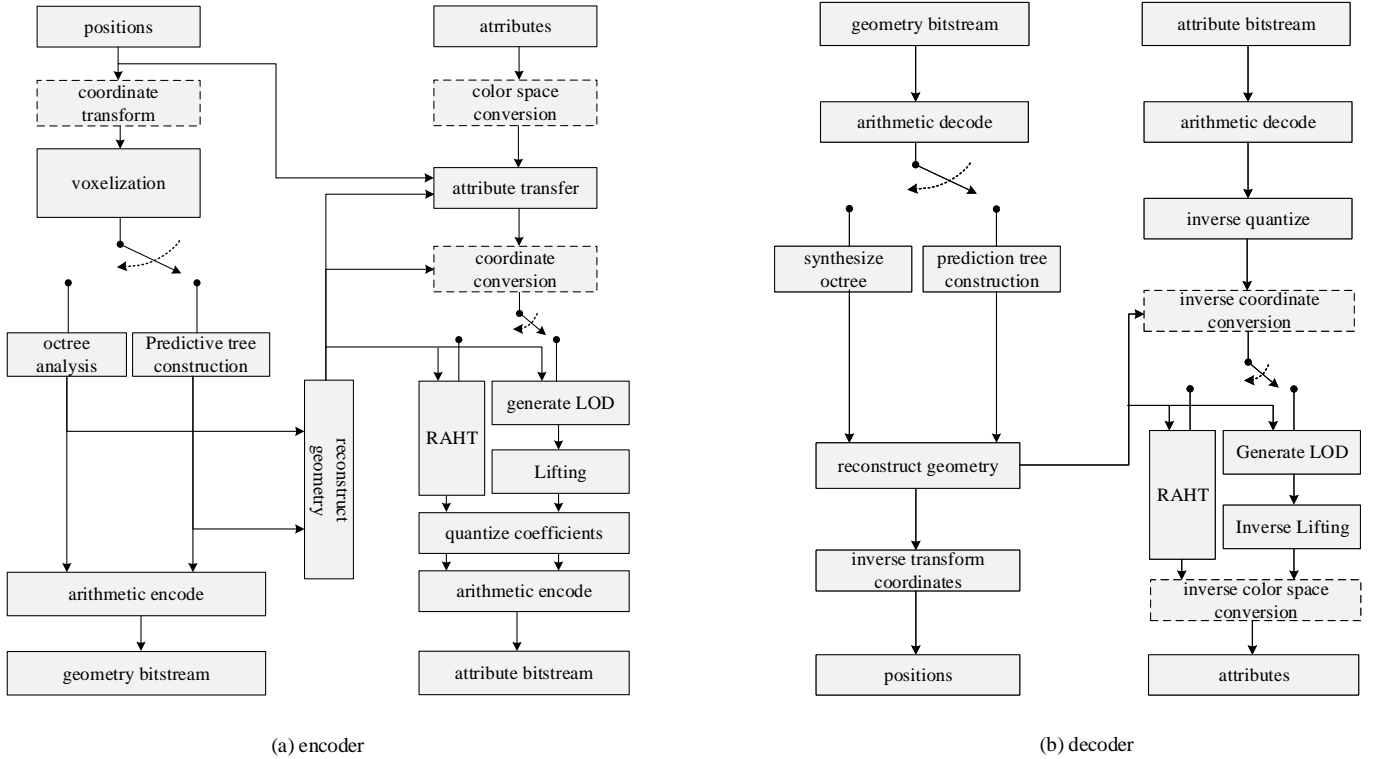 positions
coordinate
transform
voxelization
octree
analysis
Predictive tree
construction
reconstruct
geometry
arithmetic encode
geometry bitstream
atrributes
color space
conversion
attribute transfer
coordinate
conversion
RAHT
generate LOD
Lifting
quantize coefficients
arithmetic encode
attribute bitstream
(a) encoder
geometry bitstream
arithmetic decode
synthesize
octree
prediction tree
construction
reconstruct geometry
inverse transform
coordinates
positions
attribute bitstream
arithmetic decode
inverse quantize
inverse coordinate
conversion
RAHT
Generate LOD
Inverse Lifting
inverse color space
conversion
attributes
(b) decoder